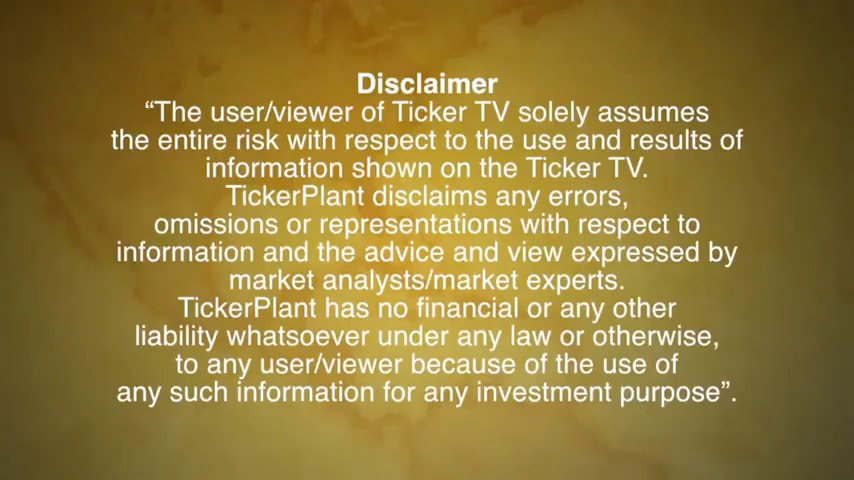 Disclaimer
“The user/viewer of Ticker TV solely assumes
the entire risk with respect to the use and results of
information shown on the Ticker TV.
TickerPlant disclaims any errors,
omissions or representations with respect to
information and the advice and view expressed by
market analysts/market experts.
TickerPlant has no financial or any other
liability whatsoever under any law or otherwise,
to any user/viewer because of the use of
any such information for any investment purpose”.